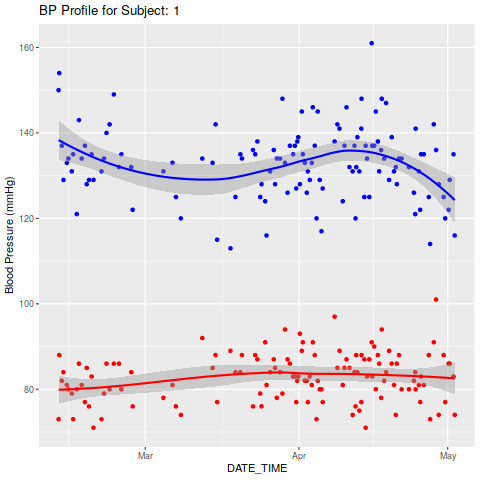 BP Profile for Subject: 1
Blood Pressure (mmHg)
160
140
120
100
80
Mar
Apr
May
DATE_TIME